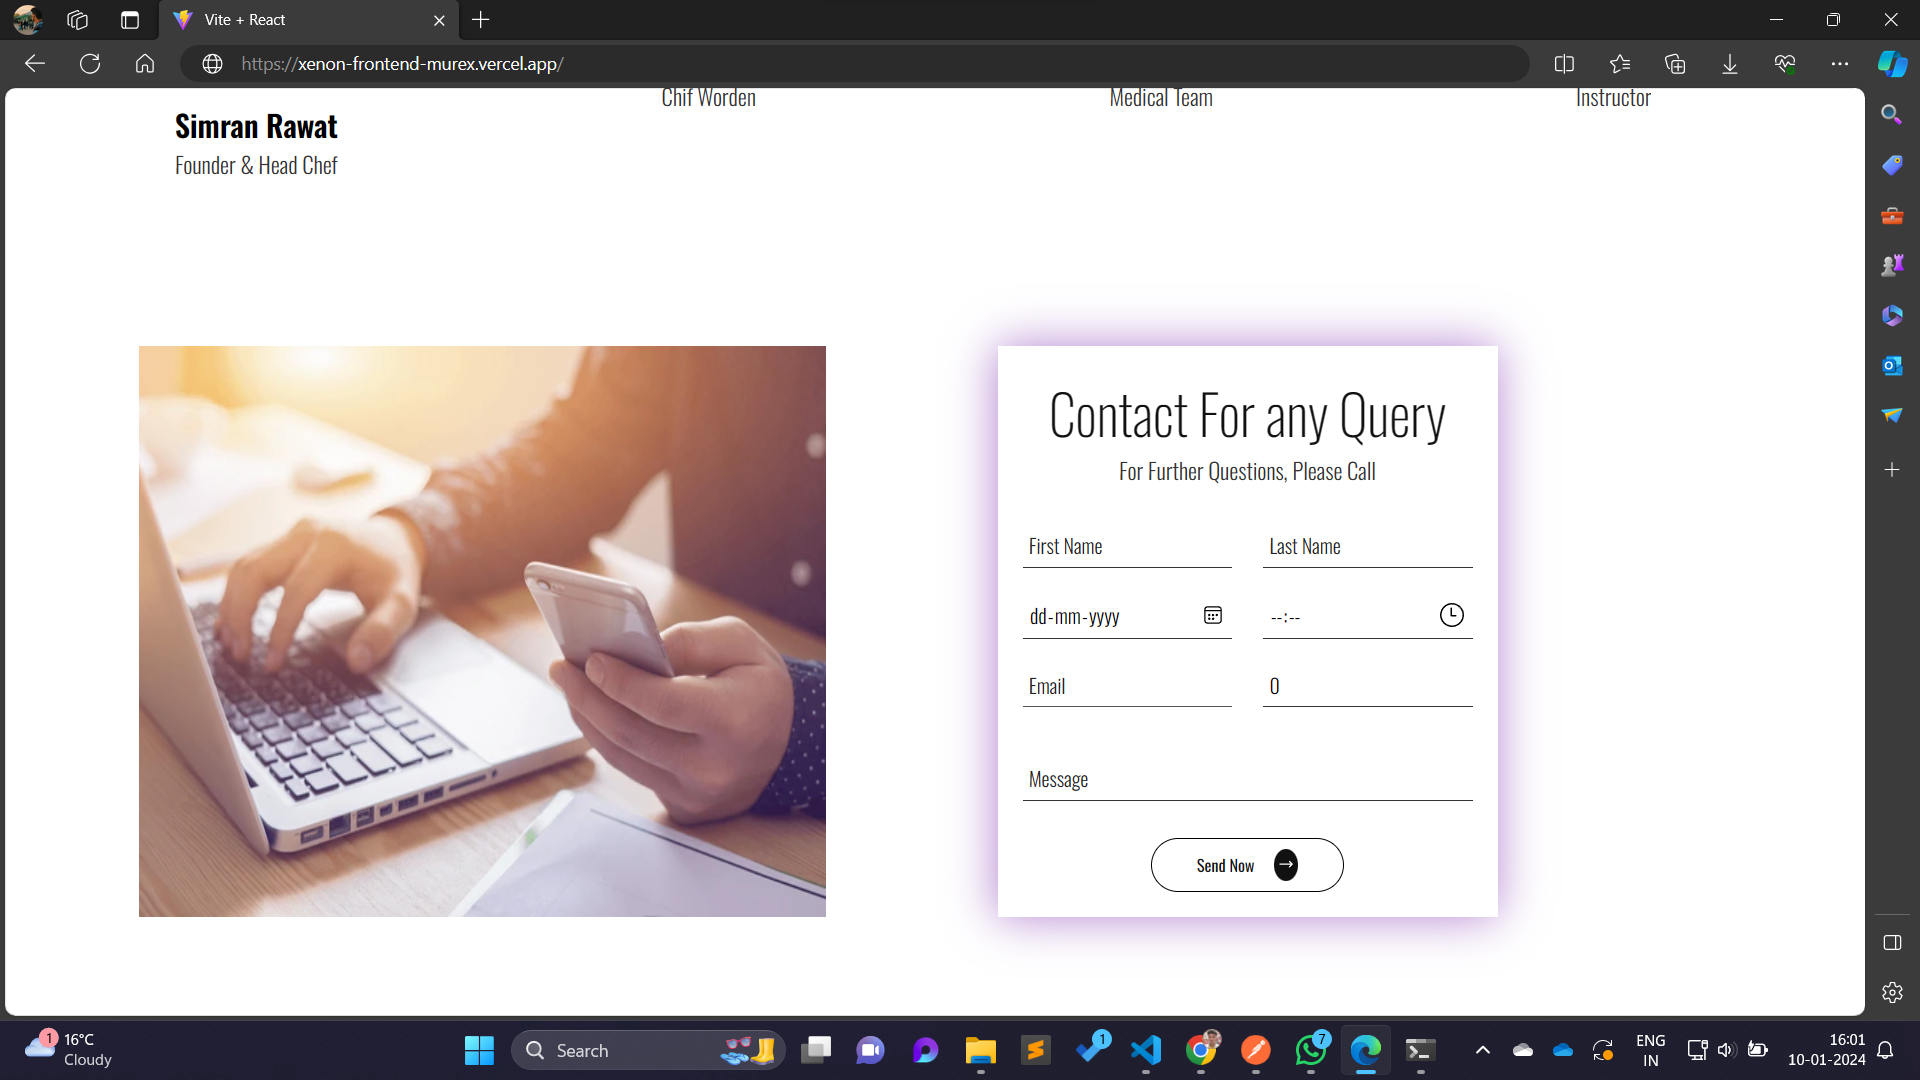 Vite + React
https://xenon-frontend-murex.vercel.app/
Chif Worden
Medical Team
Instructor
Simran Rawat
Founder & Head Chef
Contact For any Query
For Further Questions, Please Call
First Name
Last Name
dd-mm-yyyy
--:--
Email
0
Message
Send Now
1
16°C
Cloudy
Search
1
7
ENG
IN
16:01
10-01-2024